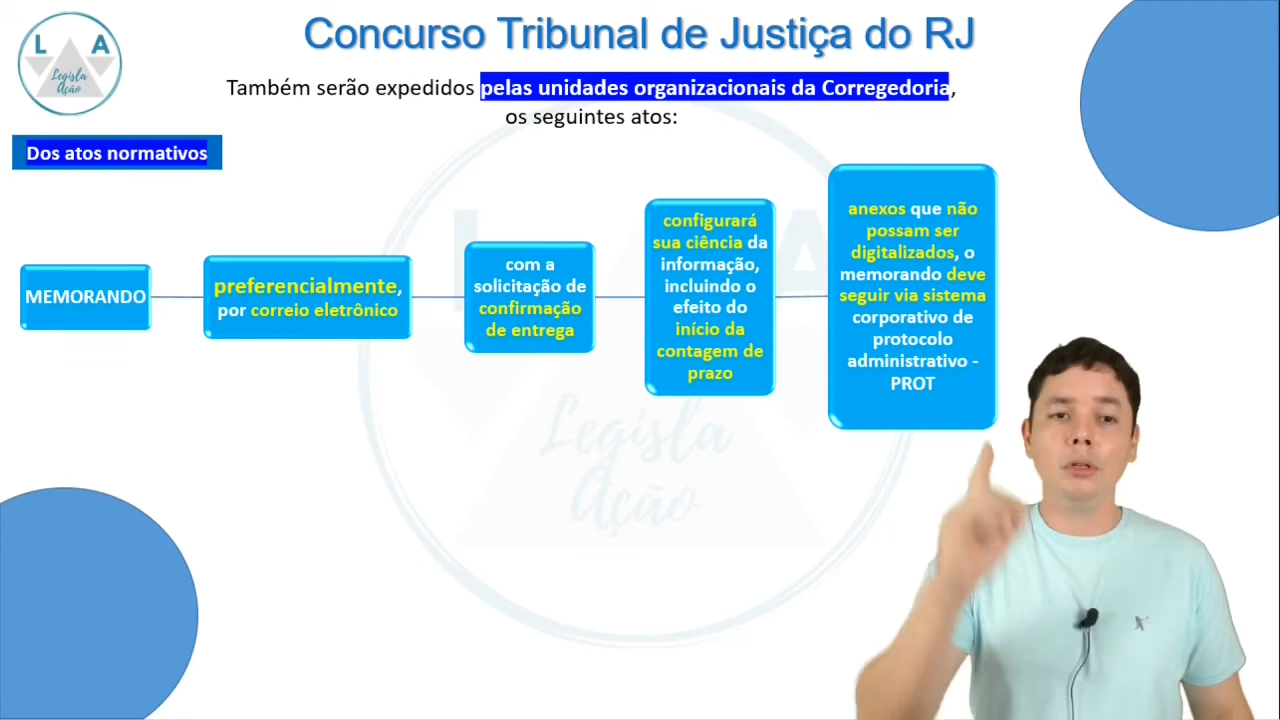 Concurso Tribunal de Justiça do RJ
L A
Legisla
Ação
Também serão expedidos pelas unidades organizacionais da Corregedoria,
os seguintes atos:
Dos atos normativos
MEMORANDO
preferencialmente,
por correio eletrônico
com a
solicitação de
confirmação
de entrega
configurará
sua ciência da
informação,
incluindo o
efeito do
início da
contagem de
prazo
anexos que não
possam ser
digitalizados, o
memorando deve
seguir via sistema
corporativo de
protocolo
administrativo -
PROT
L A
Legisla
Ação